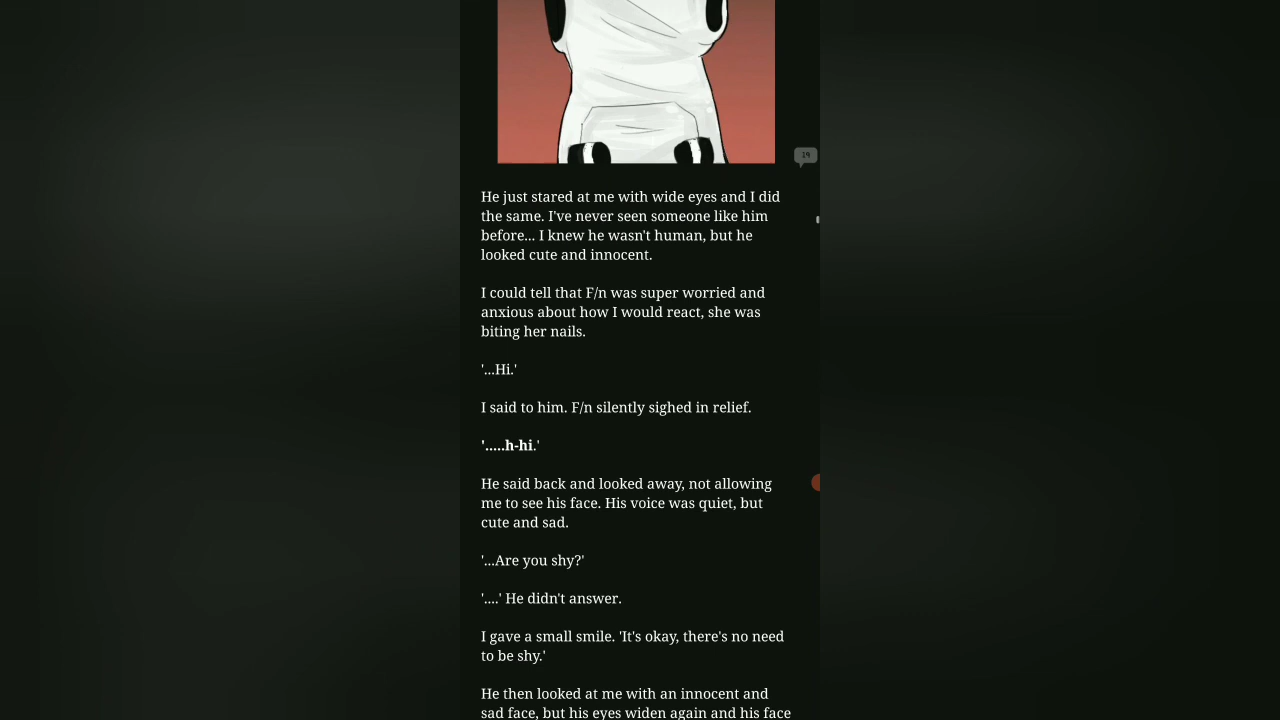 19
He just stared at me with wide eyes and I did
the same. I've never seen someone like him
before... I knew he wasn't human, but he
looked cute and innocent.
I could tell that F/n was super worried and
anxious about how I would react, she was
biting her nails.
'...Hi.'
I said to him. F/n silently sighed in relief.
'.....h-hi.'
He said back and looked away, not allowing
me to see his face. His voice was quiet, but
cute and sad.
'...Are you shy?'
'....' He didn't answer.
I gave a small smile. 'It's okay, there's no need
to be shy.'
He then looked at me with an innocent and
sad face, but his eyes widen again and his face